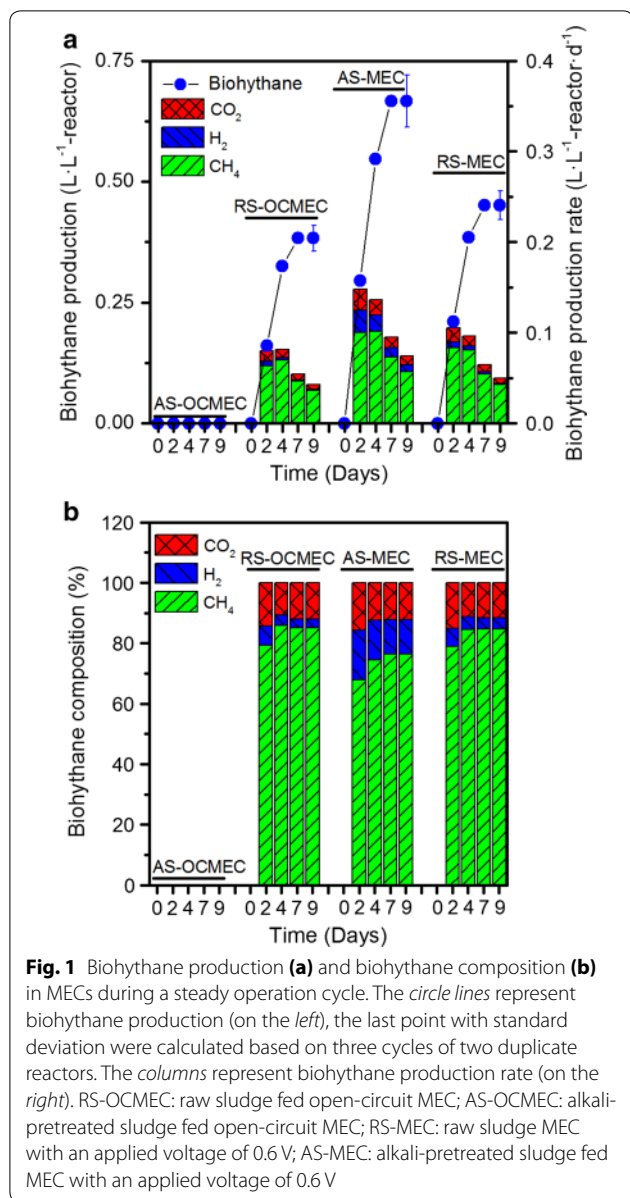 a
0.75
0.50
0.25
0.00
Biohythane production (L·L⁻¹-reactor)
Biohythane
CO₂
H₂
CH₄
AS-MEC
RS-MEC
RS-OCMEC
AS-OCMEC
0.4
0.3
0.2
0.1
0.0
Biohythane production rate (L·L⁻¹-reactor·d⁻¹)
0 2 4 7 9 0 2 4 7 9 0 2 4 7 9 0 2 4 7 9
Time (Days)
b
120
100
80
60
40
20
0
Biohythane composition (%)
CO₂
H₂
CH₄
RS-OCMEC AS-MEC RS-MEC
AS-OCMEC
0 2 4 7 9 0 2 4 7 9 0 2 4 7 9 0 2 4 7 9
Time (Days)
Fig. 1 Biohythane production (a) and biohythane composition (b)
in MECs during a steady operation cycle. The circle lines represent
biohythane production (on the left), the last point with standard
deviation were calculated based on three cycles of two duplicate
reactors. The columns represent biohythane production rate (on the
right). RS-OCMEC: raw sludge fed open-circuit MEC; AS-OCMEC: alkali-
pretreated sludge fed open-circuit MEC; RS-MEC: raw sludge MEC
with an applied voltage of 0.6 V; AS-MEC: alkali-pretreated sludge fed
MEC with an applied voltage of 0.6 V